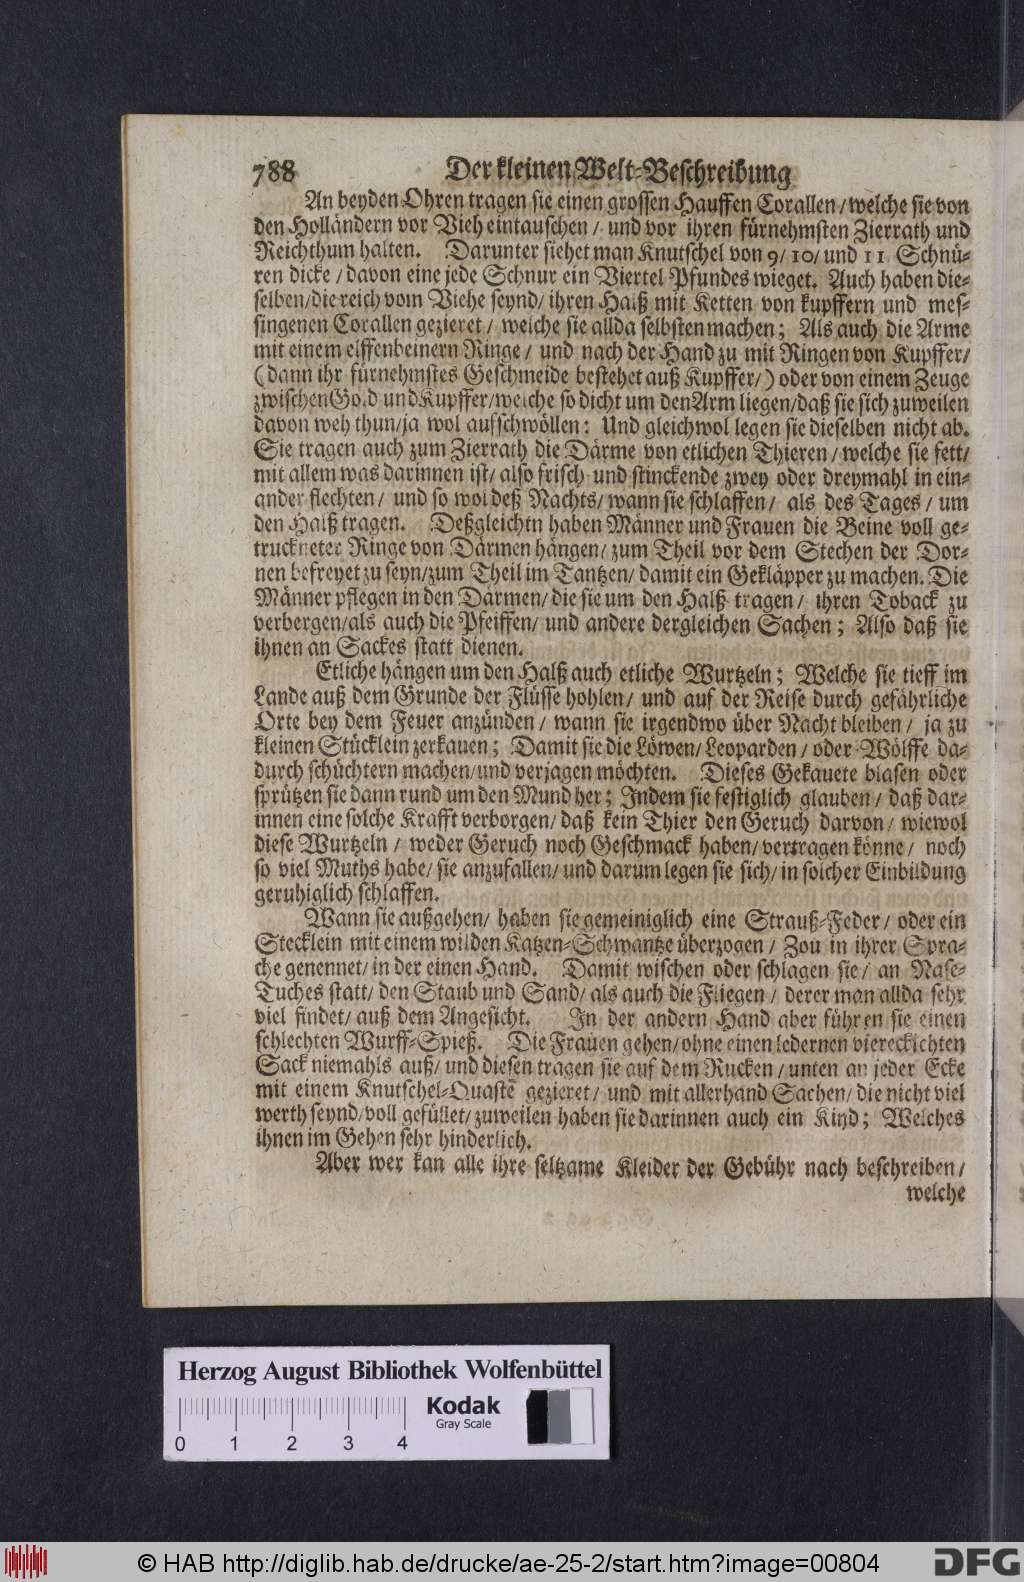 788 Der kleinen Welt-Beschreibung
An beyden Ohren tragen sie einen grossen Hauffen Corallen/ welche sie von
den Holländern vor Vieh eintauschen/ und vor ihren fürnehmsten Zierrath und
Reichthum halten. Darunter siehet man Knutschel von 9/ 10/ und 11 Schnü-
ren dicke/ davon eine jede Schnur ein Viertel Pfundes wieget. Auch haben die-
selben/ die reich vom Viehe seynd/ ihren Halß mit Ketten von kupffern und mes-
singenen Corallen gezieret/ welche sie allda selbsten machen; Als auch die Arme
mit einem elffenbeinern Ringe/ und nach der Hand zu mit Ringen von Kupffer/
(dann ihr fürnehmstes Geschmeide bestehet auß Kupffer/) oder von einem Zeuge
zwischen Gold und Kupffer/ welche so dicht um den Arm liegen/ daß sie sich zuweilen
davon weh thun/ ja wol aufschwöllen: Und gleichwol legen sie dieselben nicht ab.
Sie tragen auch zum Zierrath die Därme von etlichen Thieren/ welche sie fett/
mit allem was darinnen ist/ also frisch und stinckende zwey oder dreymahl in ein-
ander flechten/ und so wol deß Nachts/ wann sie schlaffen/ als des Tages/ um
den Halß tragen. Deßgleichtn haben Männer und Frauen die Beine voll ge-
truckneter Ringe von Därmen hängen/ zum Theil vor dem Stechen der Dor-
nen befreyet zu seyn/ zum Theil im Tantzen/ damit ein Gekläpper zu machen. Die
Männer pflegen in den Därmen/ die sie um den Halß tragen/ ihren Toback zu
verbergen/ als auch die Pfeiffen/ und andere dergleichen Sachen; Also daß sie
ihnen an Sackes statt dienen.
Etliche hängen um den Halß auch etliche Wurtzeln; Welche sie tieff im
Lande auß dem Grunde der Flüsse hohlen/ und auf der Reise durch gefährliche
Orte bey dem Feuer anzünden/ wann sie irgendwo über Nacht bleiben/ ja zu
kleinen Stücklein zerkauen; Damit sie die Löwen/ Leoparden/ oder Wölffe da-
durch schüchtern machen/ und verjagen möchten. Dieses Gekauete blasen oder
sprützen sie dann rund um den Mund her; Indem sie festiglich glauben/ daß dar-
innen eine solche Krafft verborgen/ daß kein Thier den Geruch darvon/ wiewol
diese Wurtzeln/ weder Geruch noch Geschmack haben/ vertragen könne/ noch
so viel Muths habe/ sie anzufallen/ und darum legen sie sich/ in solcher Einbildung
geruhiglich schlaffen.
Wann sie außgehen/ haben sie gemeiniglich eine Strauß-Feder/ oder ein
Stecklein mit einem wilden Katzen-Schwantze überzogen/ Zou in ihrer Spra-
che genennet/ in der einen Hand. Damit wischen oder schlagen sie/ an Nase-
Tuches statt/ den Staub und Sand/ als auch die Fliegen/ derer man allda sehr
viel findet/ auß dem Angesicht. In der andern Hand aber führen sie einen
schlechten Wurff-Spieß. Die Frauen gehen/ ohne einen ledernen viereckichten
Sack niemahls auß/ und diesen tragen sie auf dem Rucken/ unten an jeder Ecke
mit einem Knutschel-Quastē gezieret/ und mit allerhand Sachen/ die nicht viel
werth seynd/ voll gefüllet/ zuweilen haben sie darinnen auch ein Kind; Welches
ihnen im Gehen sehr hinderlich.
Aber wer kan alle ihre seltzame Kleider der Gebühr nach beschreiben/
welche
Herzog August Bibliothek Wolfenbüttel
Kodak
Gray Scale
0 1 2 3 4
© HAB http://diglib.hab.de/drucke/ae-25-2/start.htm?image=00804
DFG